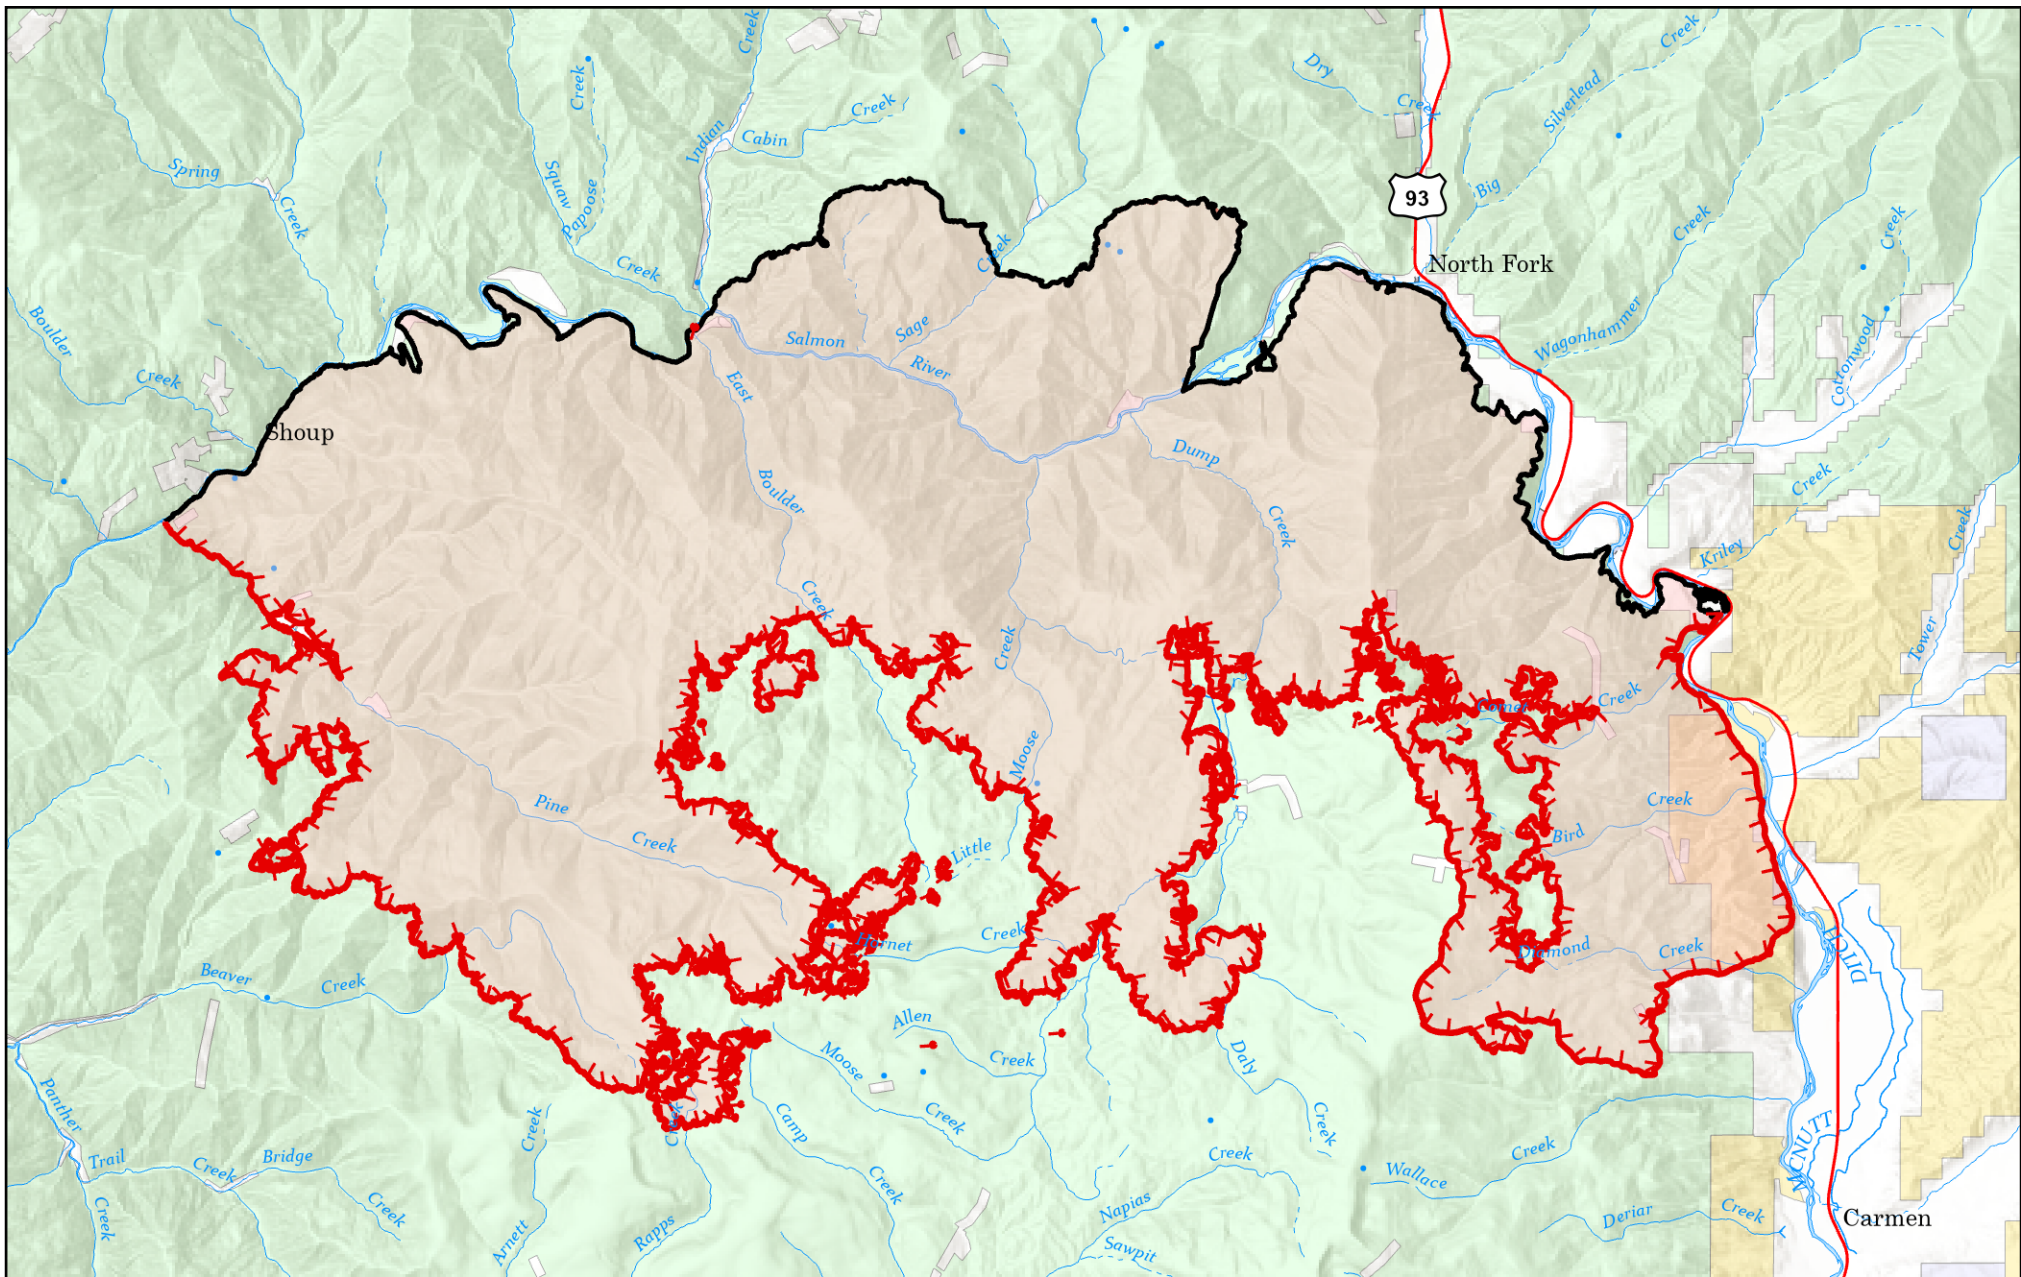 Creek
Creek
Dry
Creek
Silverlead
Creek
Creek
Cabin
Creek
Indian
Spring
Squaw
Papoose
Creek
93
Big
Creek
Creek
Creek
Creek
North Fork
Creek
Boulder
Salmon
Sage
River
Wagonhammer
Cottonwood
Creek
East
Shoup
Dump
Boulder
Creek
Creek
Creek
Kriley
Creek
Creek
Tower
Comet
Creek
Moose
Pine
Creek
Creek
Bird
Little
Hornet
Creek
Diamond
Creek
DITCH
Beaver
Creek
Allen
Creek
Moose
Daly
Panther
Creek
Creek
Camp
Creek
Creek
MCNUTT
Trail
Creek
Bridge
Creek
Creek
Creek
Wallace
Creek
Creek
Arnett
Rapps
Napias
Sawpit
Deriar
Creek
Carmen